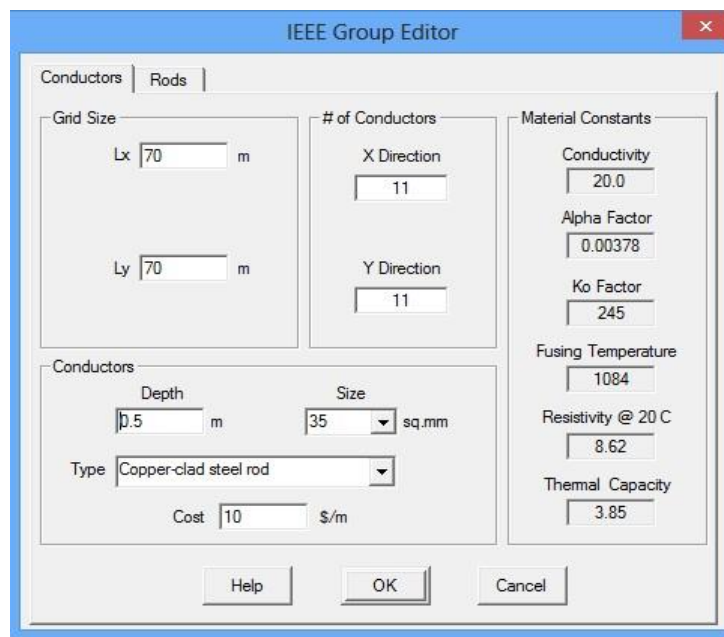 IEEE Group Editor
Conductors
Rods
Grid Size
Lx 70 m
Ly 70 m
# of Conductors
X Direction
11
Y Direction
11
Material Constants
Conductivity
20.0
Alpha Factor
0.00378
Ko Factor
245
Fusing Temperature
1084
Resistivity @ 20 C
8.62
Thermal Capacity
3.85
Conductors
Depth
0.5 m
Size
35 sq.mm
Type Copper-clad steel rod
Cost 10 $/m
Help
OK
Cancel